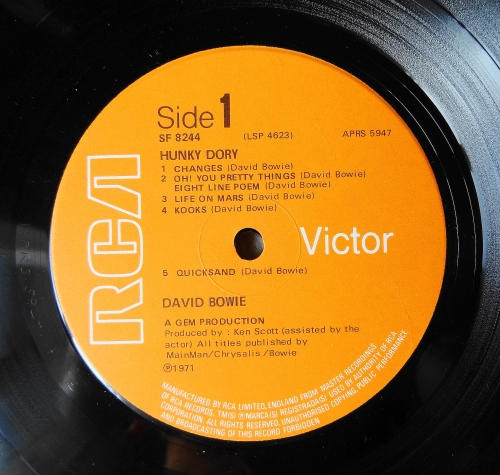 Side 1
SF 8244 (LSP 4623) APRS 5947
HUNKY DORY
1 CHANGES (David Bowie)
2 OH! YOU PRETTY THINGS (David Bowie)
EIGHT LINE POEM (David Bowie)
3 LIFE ON MARS (David Bowie)
4 KOOKS (David Bowie)
RCA Victor
5 QUICKSAND (David Bowie)
DAVID BOWIE
A GEM PRODUCTION
Produced by : Ken Scott (assisted by the
actor) All titles published by
MainMan/Chrysalis/Bowie
℗1971
MANUFACTURED BY RCA LIMITED, ENGLAND FROM MASTER RECORDINGS
OF RCA RECORDS. TM(S) ® MARCA(S) REGISTRADA(S) USED BY AUTHORITY OF RCA
CORPORATION. ALL RIGHTS RESERVED. UNAUTHORISED COPYING, PUBLIC PERFORMANCE
AND BROADCASTING OF THIS RECORD FORBIDDEN